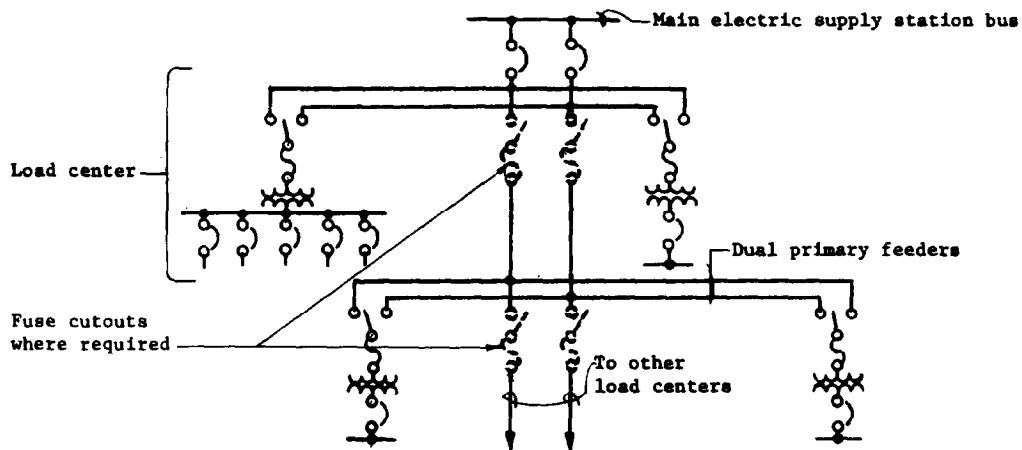 Main electric supply station bus
Load center
Dual primary feeders
Fuse cutouts
where required
To other
load centers